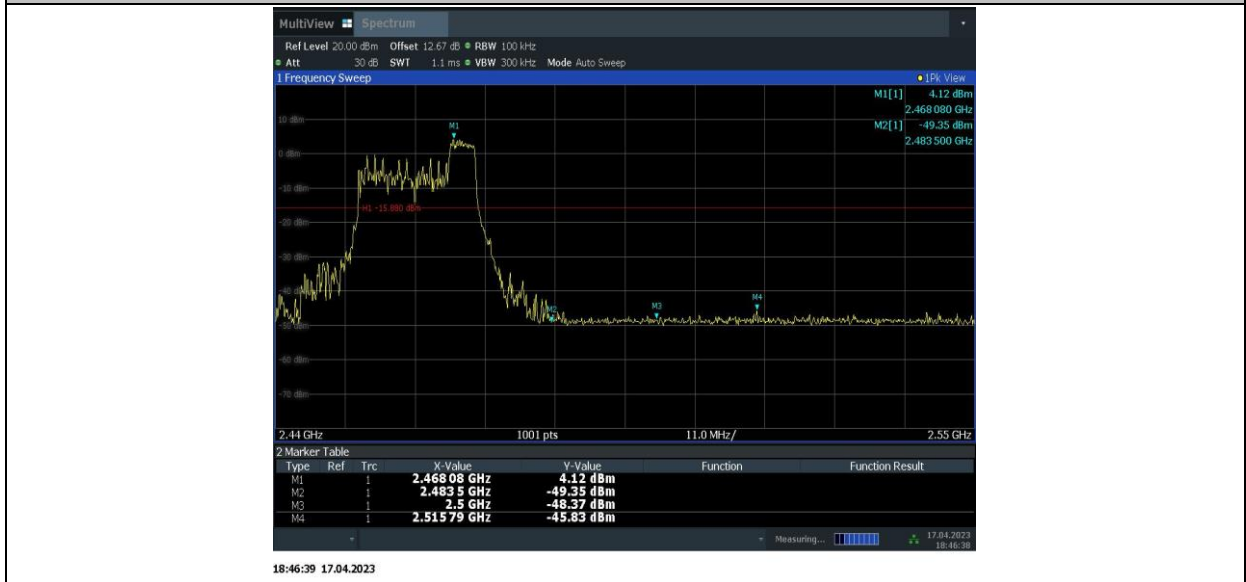 MultiView Spectrum
Ref Level 20.00 dBm Offset 12.67 dB RBW 100 kHz
Att 30 dB SWT 1.1 ms VBW 300 kHz Mode Auto Sweep
1 Frequency Sweep 1Pk View
M1[1] 4.12 dBm
2.468 080 GHz
M2[1] -49.35 dBm
2.483 500 GHz
10 dBm
M1
0 dBm
-10 dBm
H1 -15.880 dBm
-20 dBm
-30 dBm
-40 dBm
M2 M3 M4
-50 dBm
-60 dBm
-70 dBm
2.44 GHz 1001 pts 11.0 MHz/ 2.55 GHz
2 Marker Table
Type Ref Trc X-Value Y-Value Function Function Result
M1 1 2.468 08 GHz 4.12 dBm
M2 1 2.483 5 GHz -49.35 dBm
M3 1 2.5 GHz -48.37 dBm
M4 1 2.515 79 GHz -45.83 dBm
Measuring... 17.04.2023
18:46:38
18:46:39 17.04.2023